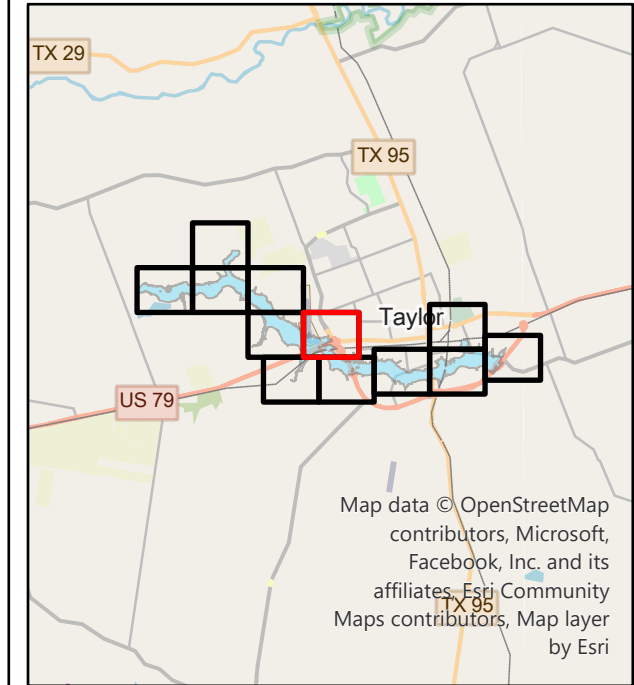 TX 29
TX 95
Taylor
US 79
Map data © OpenStreetMap
contributors, Microsoft,
Facebook, Inc. and its
affiliates, Esri Community
Maps contributors, Map layer
by Esri
TX 95